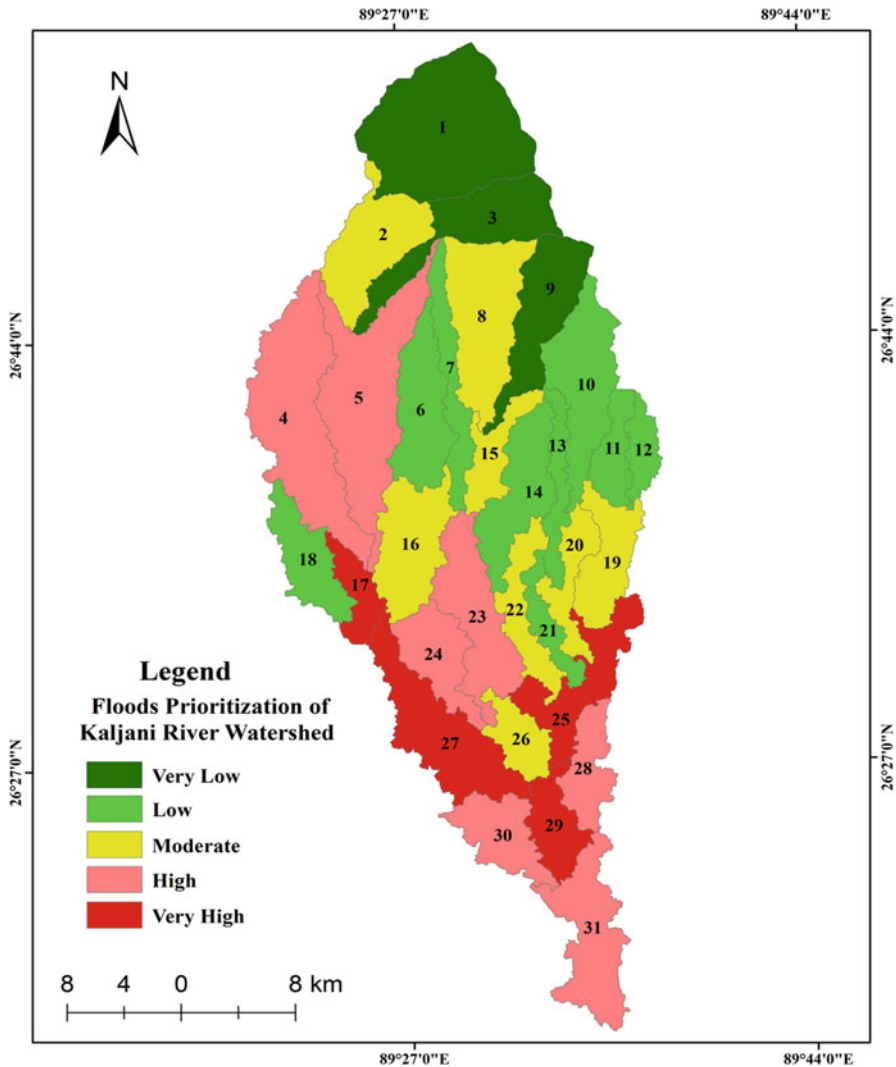 89°27'0"E 89°44'0"E
N
1
3
2
9
8
26°44'0"N 26°44'0"N
7
10
5
6
4
13
11
12
15
14
16
20
18
19
17
22
23
21
24
Legend
Floods Prioritization of
Kaljani River Watershed
25
26
27
26°27'0"N 26°27'0"N
28
Very Low
Low
29
30
Moderate
High
Very High
31
8 4 0 8 km
89°27'0"E 89°44'0"E